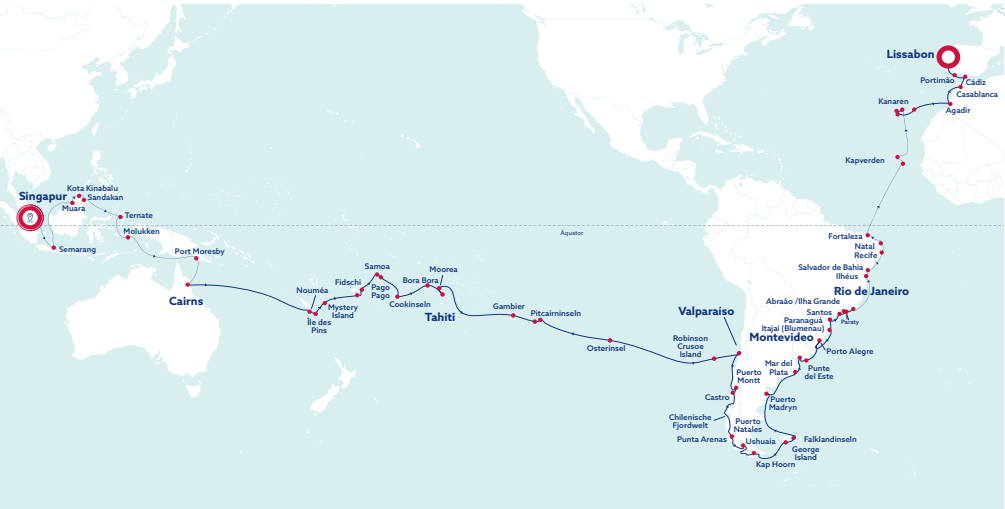 Lissabon
Portimão
Cádiz
Casablanca
Kanaren
Agadir
Kapverden
Kota Kinabalu
Singapur
Sandakan
Muara
Ternate
Molukken
Semarang
Port Moresby
Äquator
Fortaleza
Natal
Recife
Salvador de Bahia
Ilhéus
Rio de Janeiro
Abraão /Ilha Grande
Santos
Paraty
Paranaguá
Itajaí (Blumenau)
Montevideo
Porto Alegre
Cairns
Nouméa
Île des
Pins
Mystery
Island
Fidschi
Samoa
Pago
Pago
Cookinseln
Bora Bora
Moorea
Tahiti
Gambier
Pitcairninseln
Osterinsel
Valparaíso
Robinson
Crusoe
Island
Mar del
Plata
Punte
del Este
Puerto
Montt
Castro
Puerto
Madryn
Chilenische
Fjordwelt
Puerto
Natales
Punta Arenas
Ushuaia
Falklandinseln
George
Island
Kap Hoorn